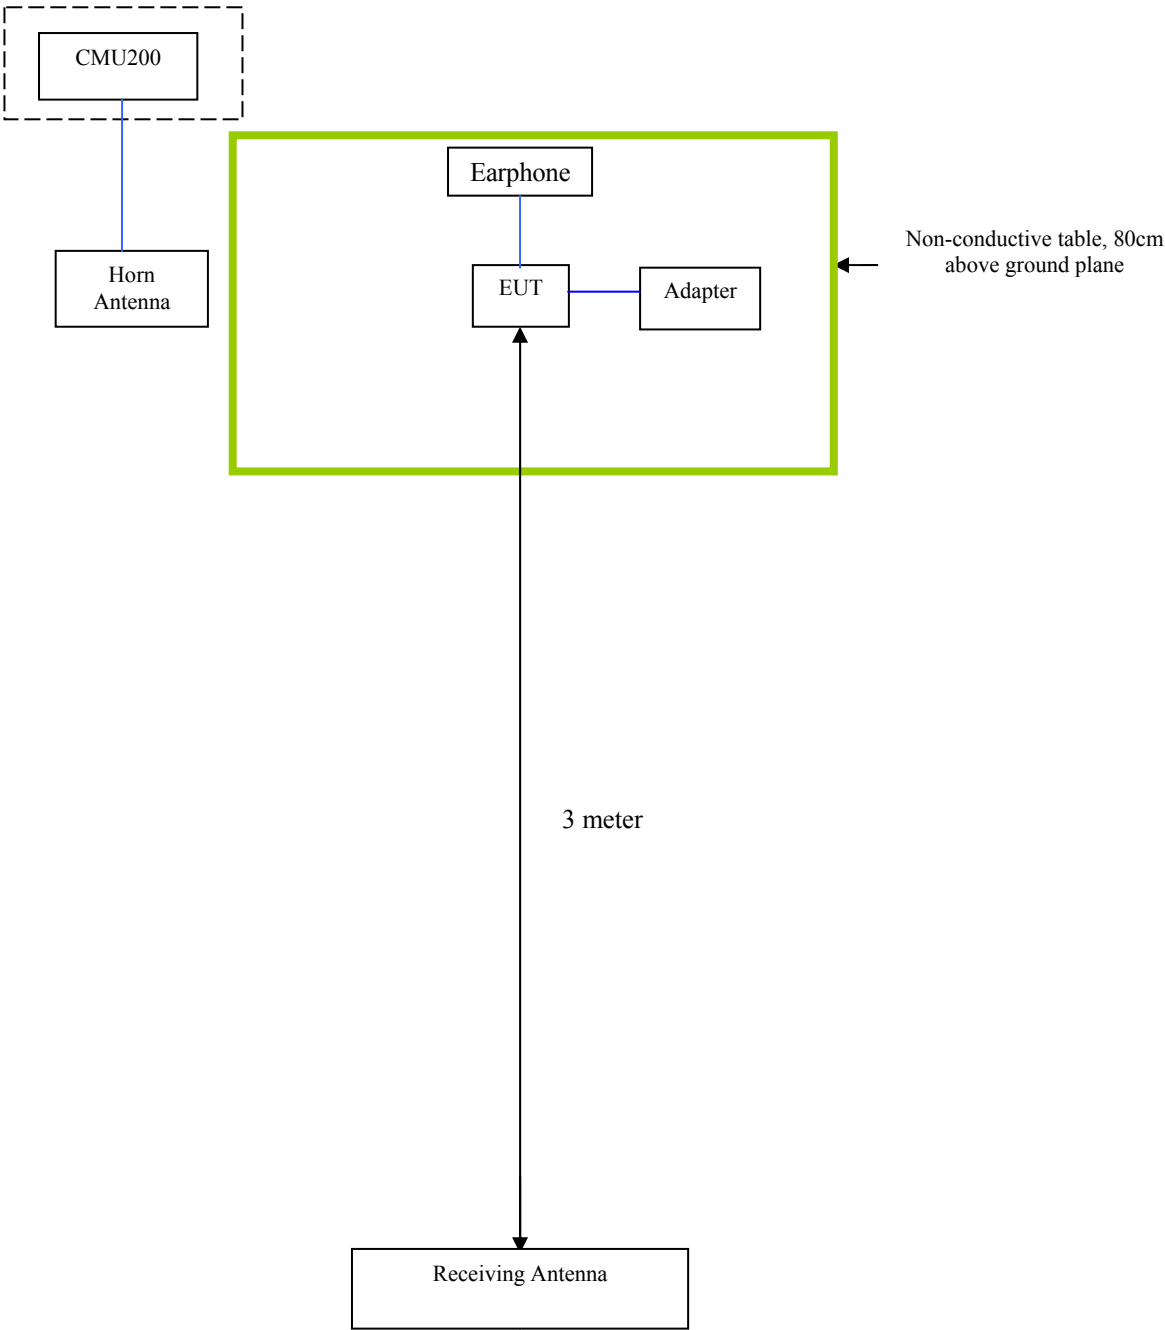 CMU200
Earphone
Non-conductive table, 80cm
above ground plane
Horn
Antenna
EUT
Adapter
3 meter
Receiving Antenna